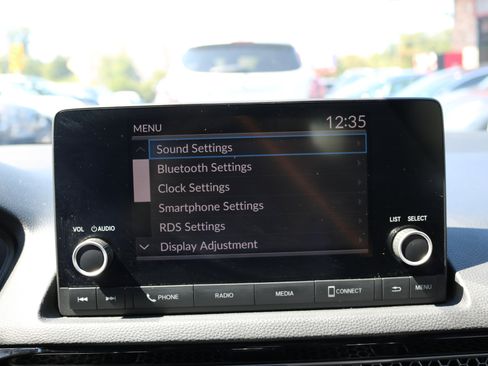 MENU 12:35
Sound Settings
Bluetooth Settings
Clock Settings
Smartphone Settings
RDS Settings
Display Adjustment
VOL AUDIO
LIST SELECT
PHONE RADIO MEDIA CONNECT MENU